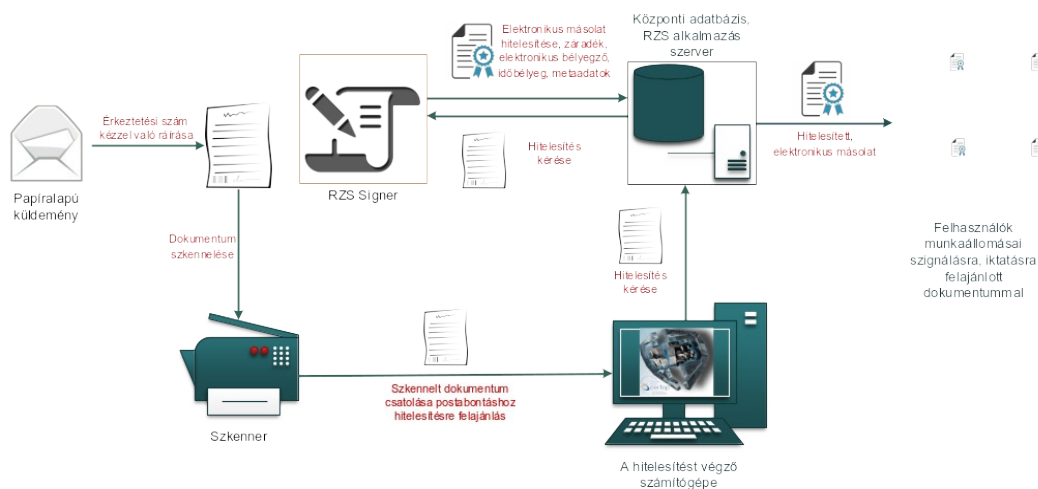 Elektronikus másolat
hitelesítése, záradék,
elektronikus bélyegző,
időbélyeg, metaadatok
Központi adatbázis,
RZS alkalmazás
szerver
Érkeztetési szám
kézzel való ráírása
Papíralapú
küldemény
RZS Signer
Hitelesítés
kérése
Hitelesített,
elektronikus másolat
Dokumentum
szkennelése
Hitelesítés
kérése
Felhasználók
munkaállomásai
szignálásra, iktatásra
felajánlott
dokumentummal
Szkennelt dokumentum
csatolása postabontáshoz
hitelesítésre felajánlás
Szkenner
A hitelesítést végző
számítógépe